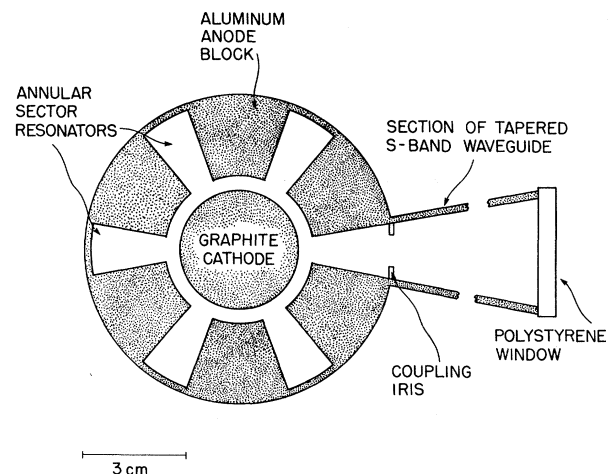 ALUMINUM
ANODE
BLOCK
ANNULAR
SECTOR
RESONATORS
SECTION OF TAPERED
S-BAND WAVEGUIDE
GRAPHITE
CATHODE
POLYSTYRENE
WINDOW
COUPLING
IRIS
3 cm